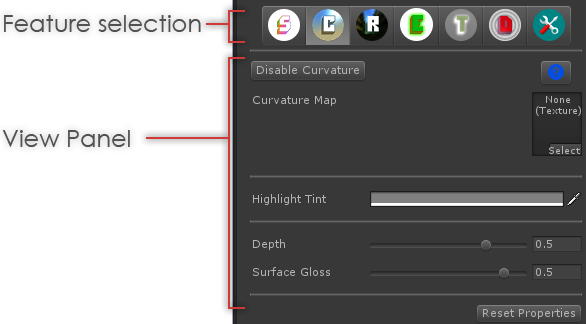 Feature selection
S C R E T D
Disable Curvature
?
Curvature Map
None
(Texture)
Select
View Panel
Highlight Tint
Depth
0.5
Surface Gloss
0.5
Reset Properties